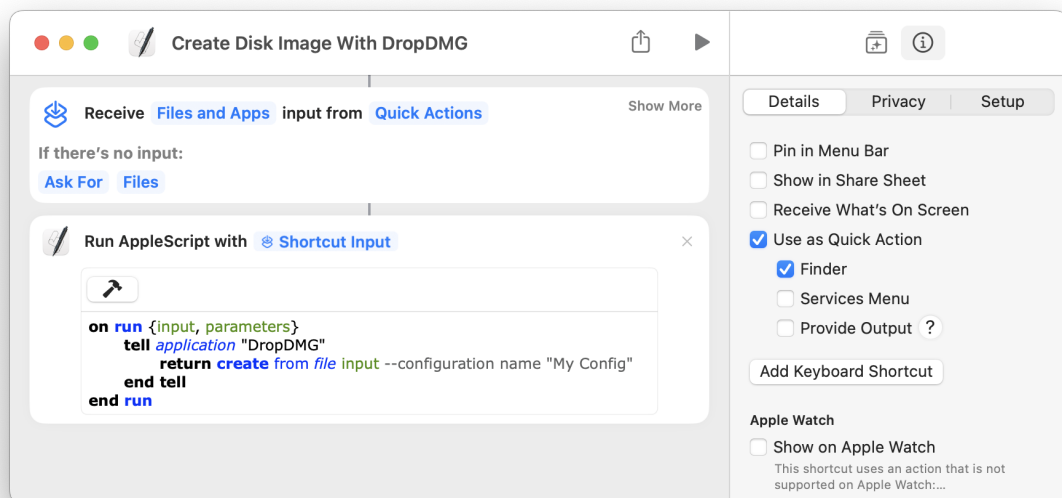 Create Disk Image With DropDMG
Receive Files and Apps input from Quick Actions
Show More
If there's no input:
Ask For Files
Run AppleScript with Shortcut Input
on run {input, parameters}
tell application "DropDMG"
return create from file input --configuration name "My Config"
end tell
end run
Details Privacy Setup
Pin in Menu Bar
Show in Share Sheet
Receive What's On Screen
Use as Quick Action
Finder
Services Menu
Provide Output ?
Add Keyboard Shortcut
Apple Watch
Show on Apple Watch
This shortcut uses an action that is not
supported on Apple Watch:...